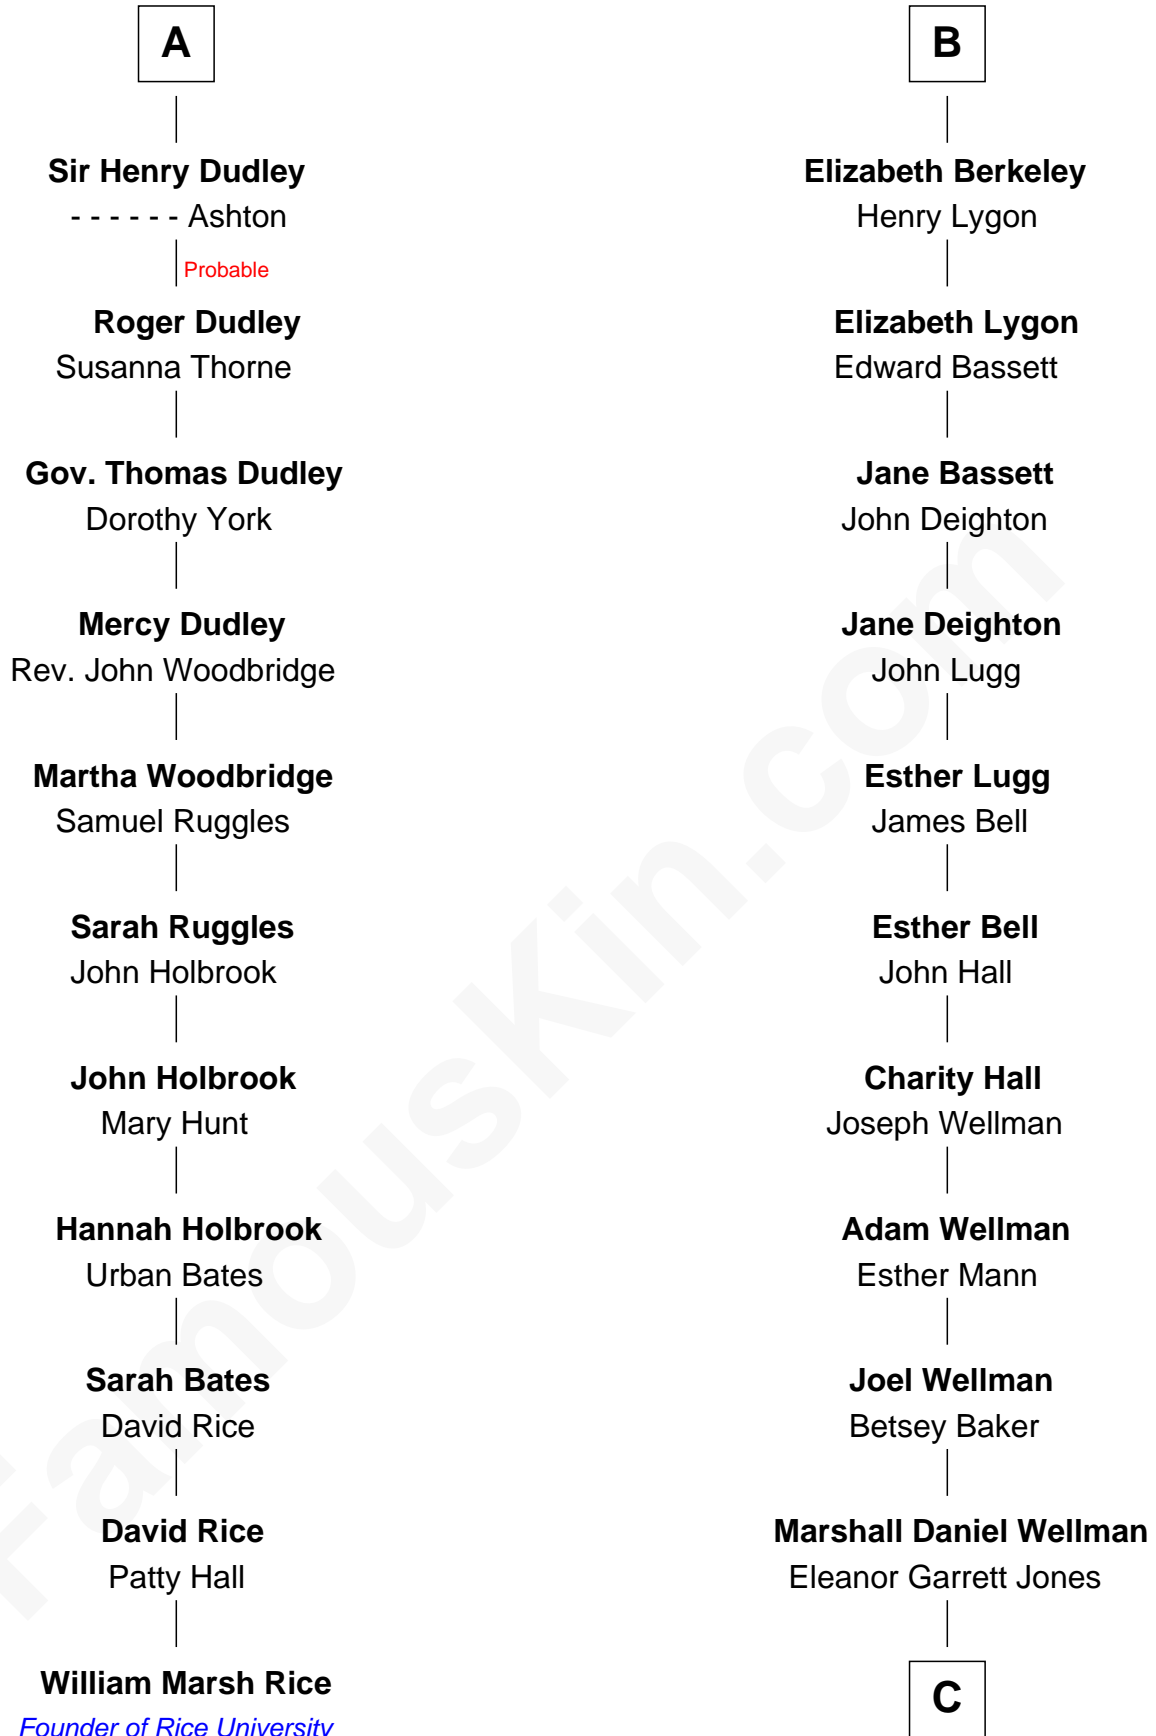 A
Sir Henry Dudley
- - - - - - Ashton
Probable
Roger Dudley
Susanna Thorne
Gov. Thomas Dudley
Dorothy York
Mercy Dudley
Rev. John Woodbridge
Martha Woodbridge
Samuel Ruggles
Sarah Ruggles
John Holbrook
John Holbrook
Mary Hunt
Hannah Holbrook
Urban Bates
Sarah Bates
David Rice
David Rice
Patty Hall
William Marsh Rice
Founder of Rice University
B
Elizabeth Berkeley
Henry Lygon
Elizabeth Lygon
Edward Bassett
Jane Bassett
John Deighton
Jane Deighton
John Lugg
Esther Lugg
James Bell
Esther Bell
John Hall
Charity Hall
Joseph Wellman
Adam Wellman
Esther Mann
Joel Wellman
Betsey Baker
Marshall Daniel Wellman
Eleanor Garrett Jones
C
FamousKin.com